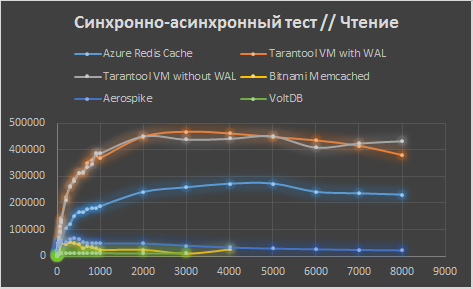 Синхронно-асинхронный тест // Чтение
Azure Redis Cache
Tarantool VM with WAL
Tarantool VM without WAL
Bitnami Memcached
Aerospike
VoltDB
500000
400000
300000
200000
100000
0
0 1000 2000 3000 4000 5000 6000 7000 8000 9000